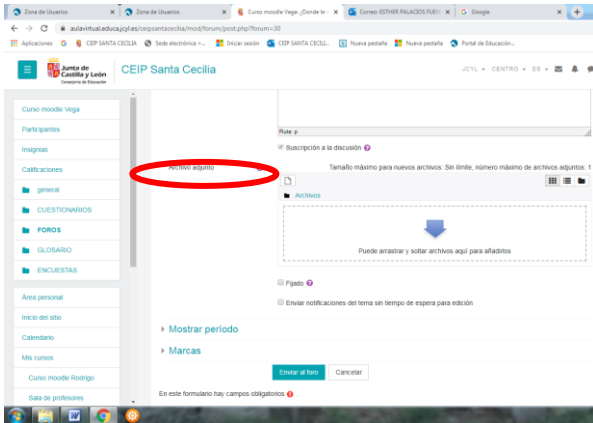 Zona de Usuarios
Zona de Usuarios
Curso moodle Vega: ¿Donde te
Correo: ESTHER PALACIOS FUEN
Google
aulavirtual.educa.jcyl.es/ceipsantacecilia/mod/forum/post.php?forum=30
Aplicaciones
CEIP SANTA CECILIA
Sede electrónica >...
Iniciar sesión
CEIP SANTA CECILI...
Nueva pestaña
Nueva pestaña
Portal de Educación...
Junta de
Castilla y León
Consejería de Educación
CEIP Santa Cecilia
JCYL
CENTRO
ES
Curso moodle Vega
Participantes
Insignias
Calificaciones
general
CUESTIONARIOS
FOROS
GLOSARIO
ENCUESTAS
Área personal
Inicio del sitio
Calendario
Mis cursos
Curso moodle Rodrigo
Sala de profesores
Ruta: p
Suscripción a la discusión
Archivo adjunto
Tamaño máximo para nuevos archivos: Sin límite, número máximo de archivos adjuntos: 1
Archivos
Puede arrastrar y soltar archivos aquí para añadirlos
Fijado
Enviar notificaciones del tema sin tiempo de espera para edición
Mostrar periodo
Marcas
Enviar al foro
Cancelar
En este formulario hay campos obligatorios